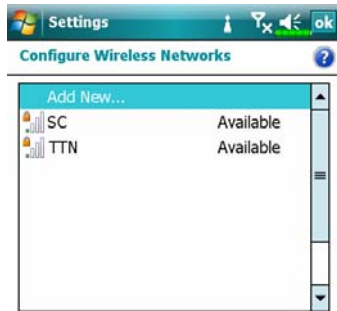 Settings
ok
Configure Wireless Networks
?
Add New...
SC Available
TTN Available